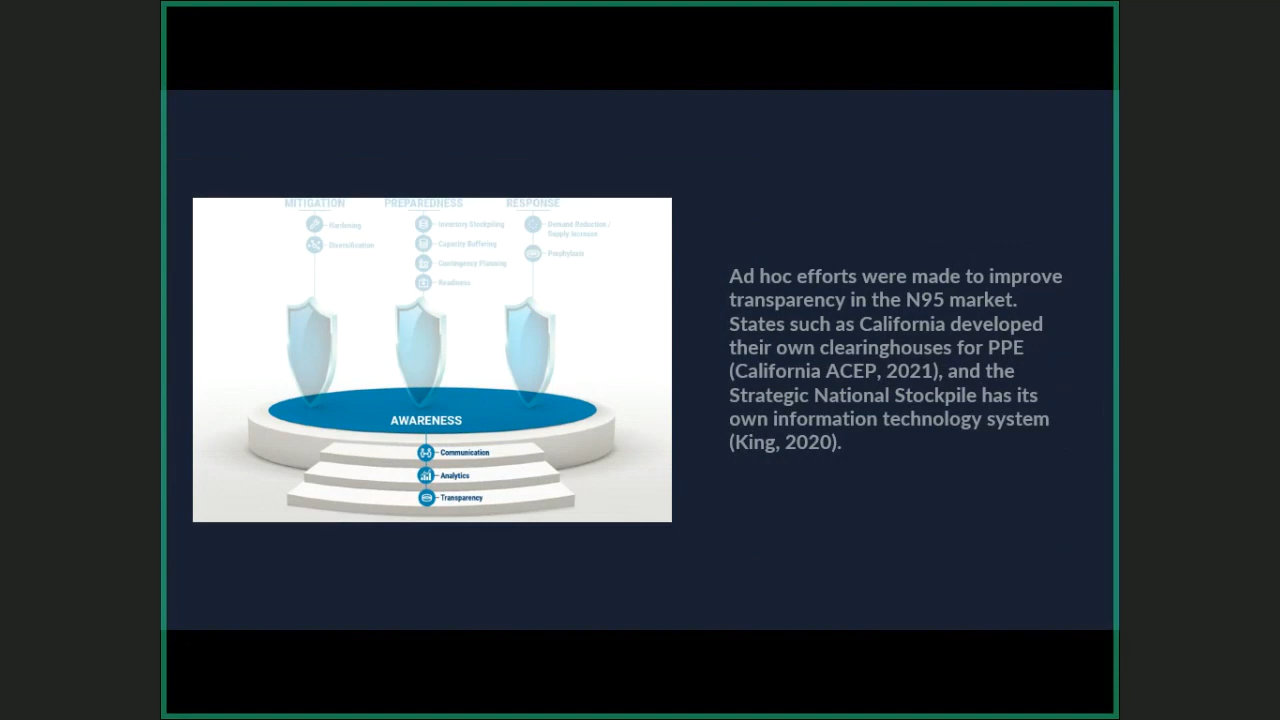 MITIGATION
Hardening
Diversification
PREPAREDNESS
Inventory Stockpiling
Capacity Buffering
Contingency Planning
Readiness
RESPONSE
Demand Reduction /
Supply Increase
Prophylaxis
AWARENESS
Communication
Analytics
Transparency
Ad hoc efforts were made to improve
transparency in the N95 market.
States such as California developed
their own clearinghouses for PPE
(California ACEP, 2021), and the
Strategic National Stockpile has its
own information technology system
(King, 2020).